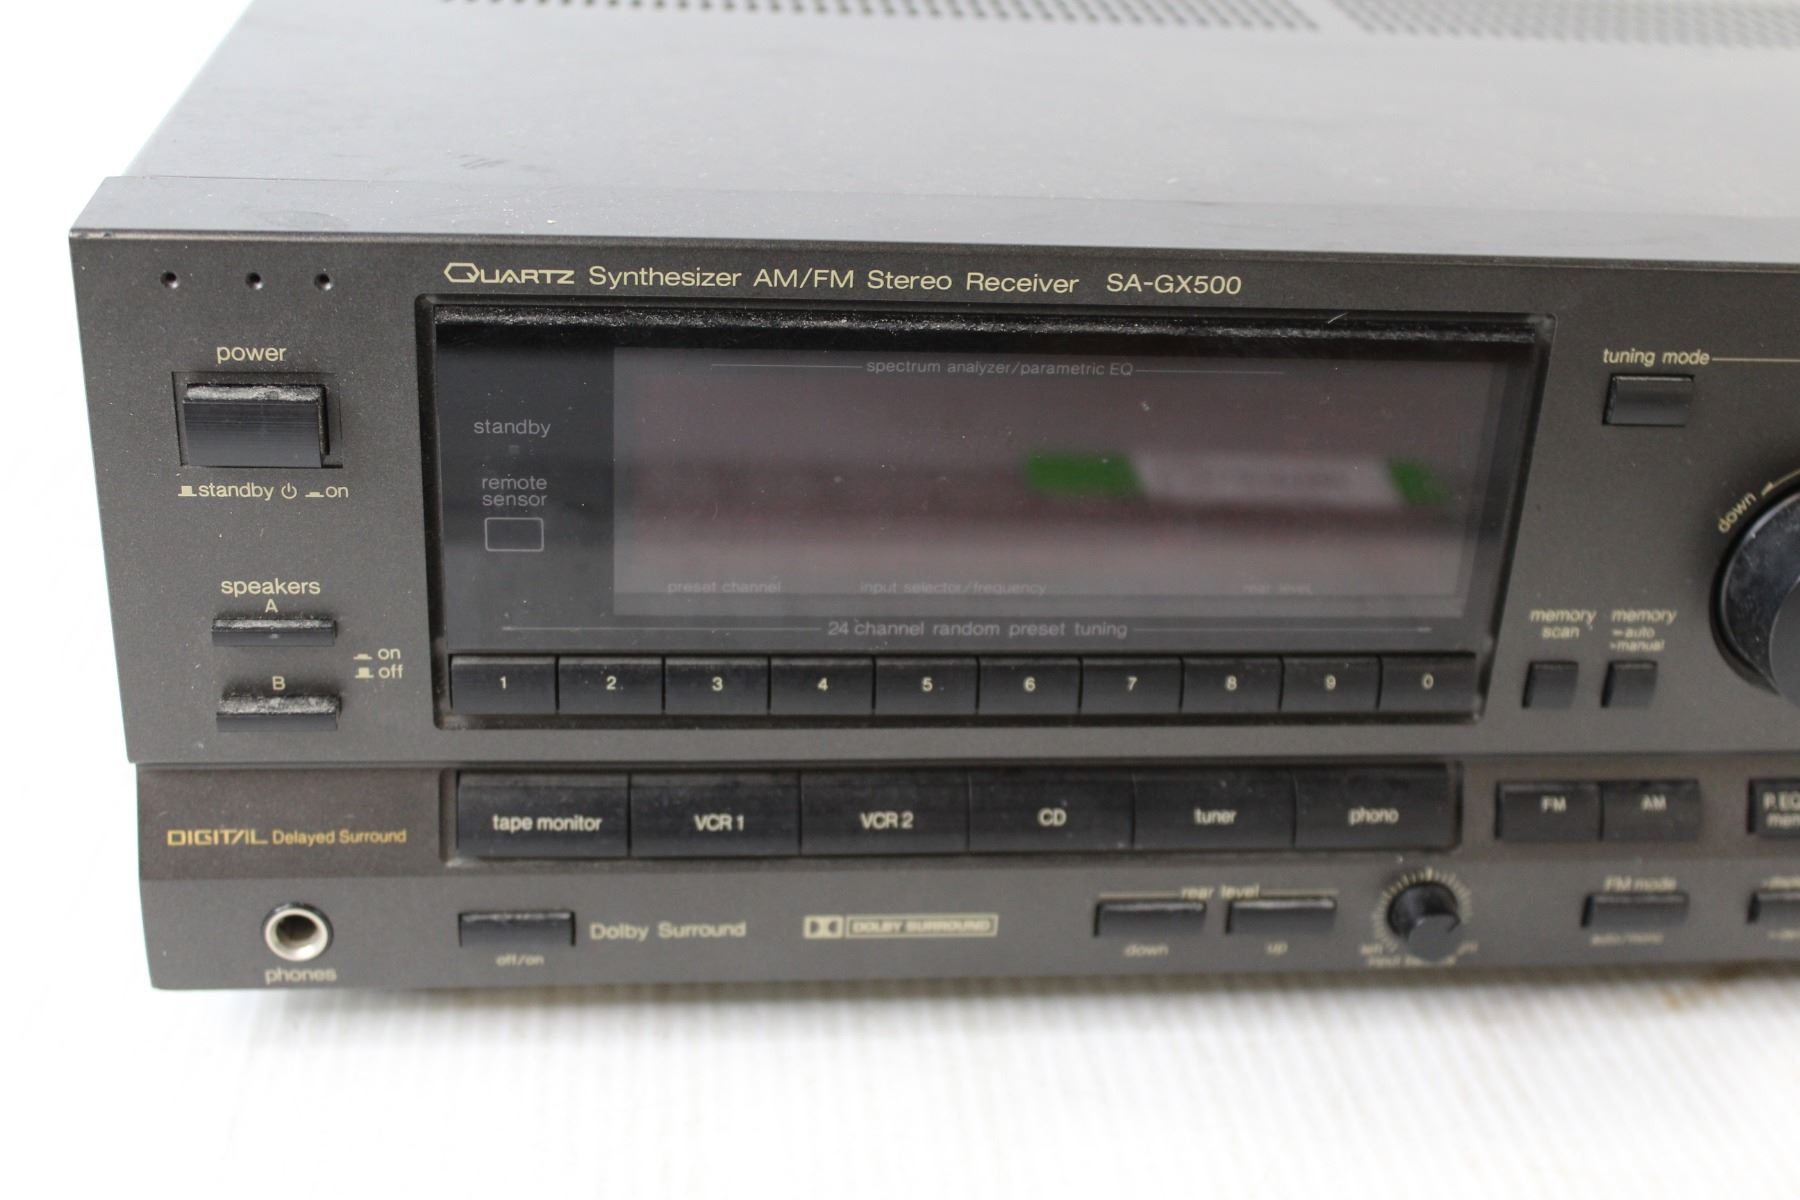 QUARTZ Synthesizer AM/FM Stereo Receiver SA-GX500
power
standby on
speakers
A
on
off
B
spectrum analyzer/parametric EQ
standby
remote
sensor
preset channel input selector/frequency rear level
24 channel random preset tuning
1 2 3 4 5 6 7 8 9 0
tuning mode
down
memory
scan
memory
auto
manual
DIGITAL Delayed Surround
tape monitor VCR 1 VCR 2 CD tuner phono
FM AM
phones
off/on
Dolby Surround
DOLBY SURROUND
rear level
down up
FM mode
auto/mono